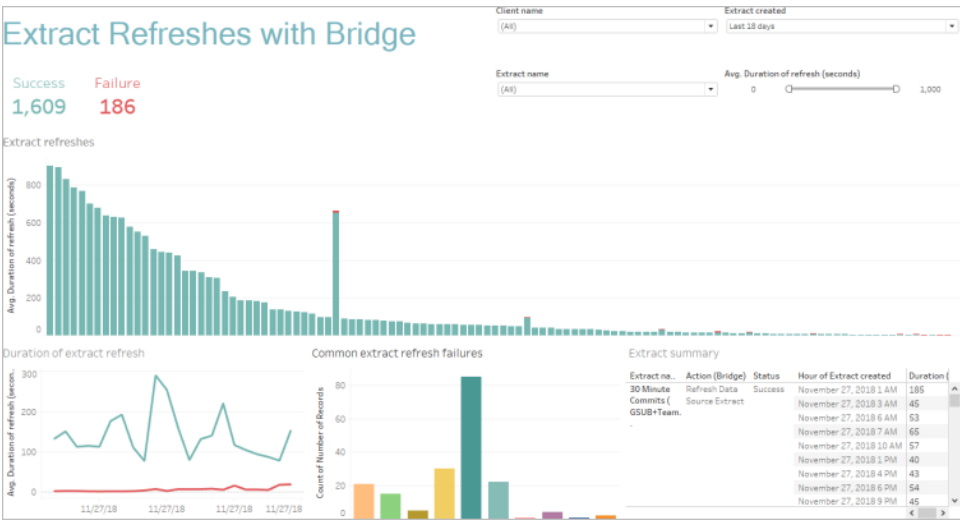 Extract Refreshes with Bridge
Client name
(All)
Extract created
Last 18 days
Success
1,609
Failure
186
Extract name
(All)
Avg. Duration of refresh (seconds)
0
1,000
Extract refreshes
Avg. Duration of refresh (seconds)
800
600
400
200
0
Duration of extract refresh
Avg. Duration of refresh (secon..
300
200
100
0
11/27/18
11/27/18
11/27/18
11/27/18
Common extract refresh failures
Count of Number of Records
80
60
40
20
0
Extract summary
Extract na.. Action (Bridge) Status Hour of Extract created Duration (
30 Minute Refresh Data Success November 27, 2018 1 AM 185
Commits ( Source Extract November 27, 2018 3 AM 45
GSUB+Team. November 27, 2018 6 AM 53
. November 27, 2018 7 AM 65
November 27, 2018 10 AM 57
November 27, 2018 1 PM 40
November 27, 2018 4 PM 43
November 27, 2018 6 PM 54
November 27, 2018 9 PM 45